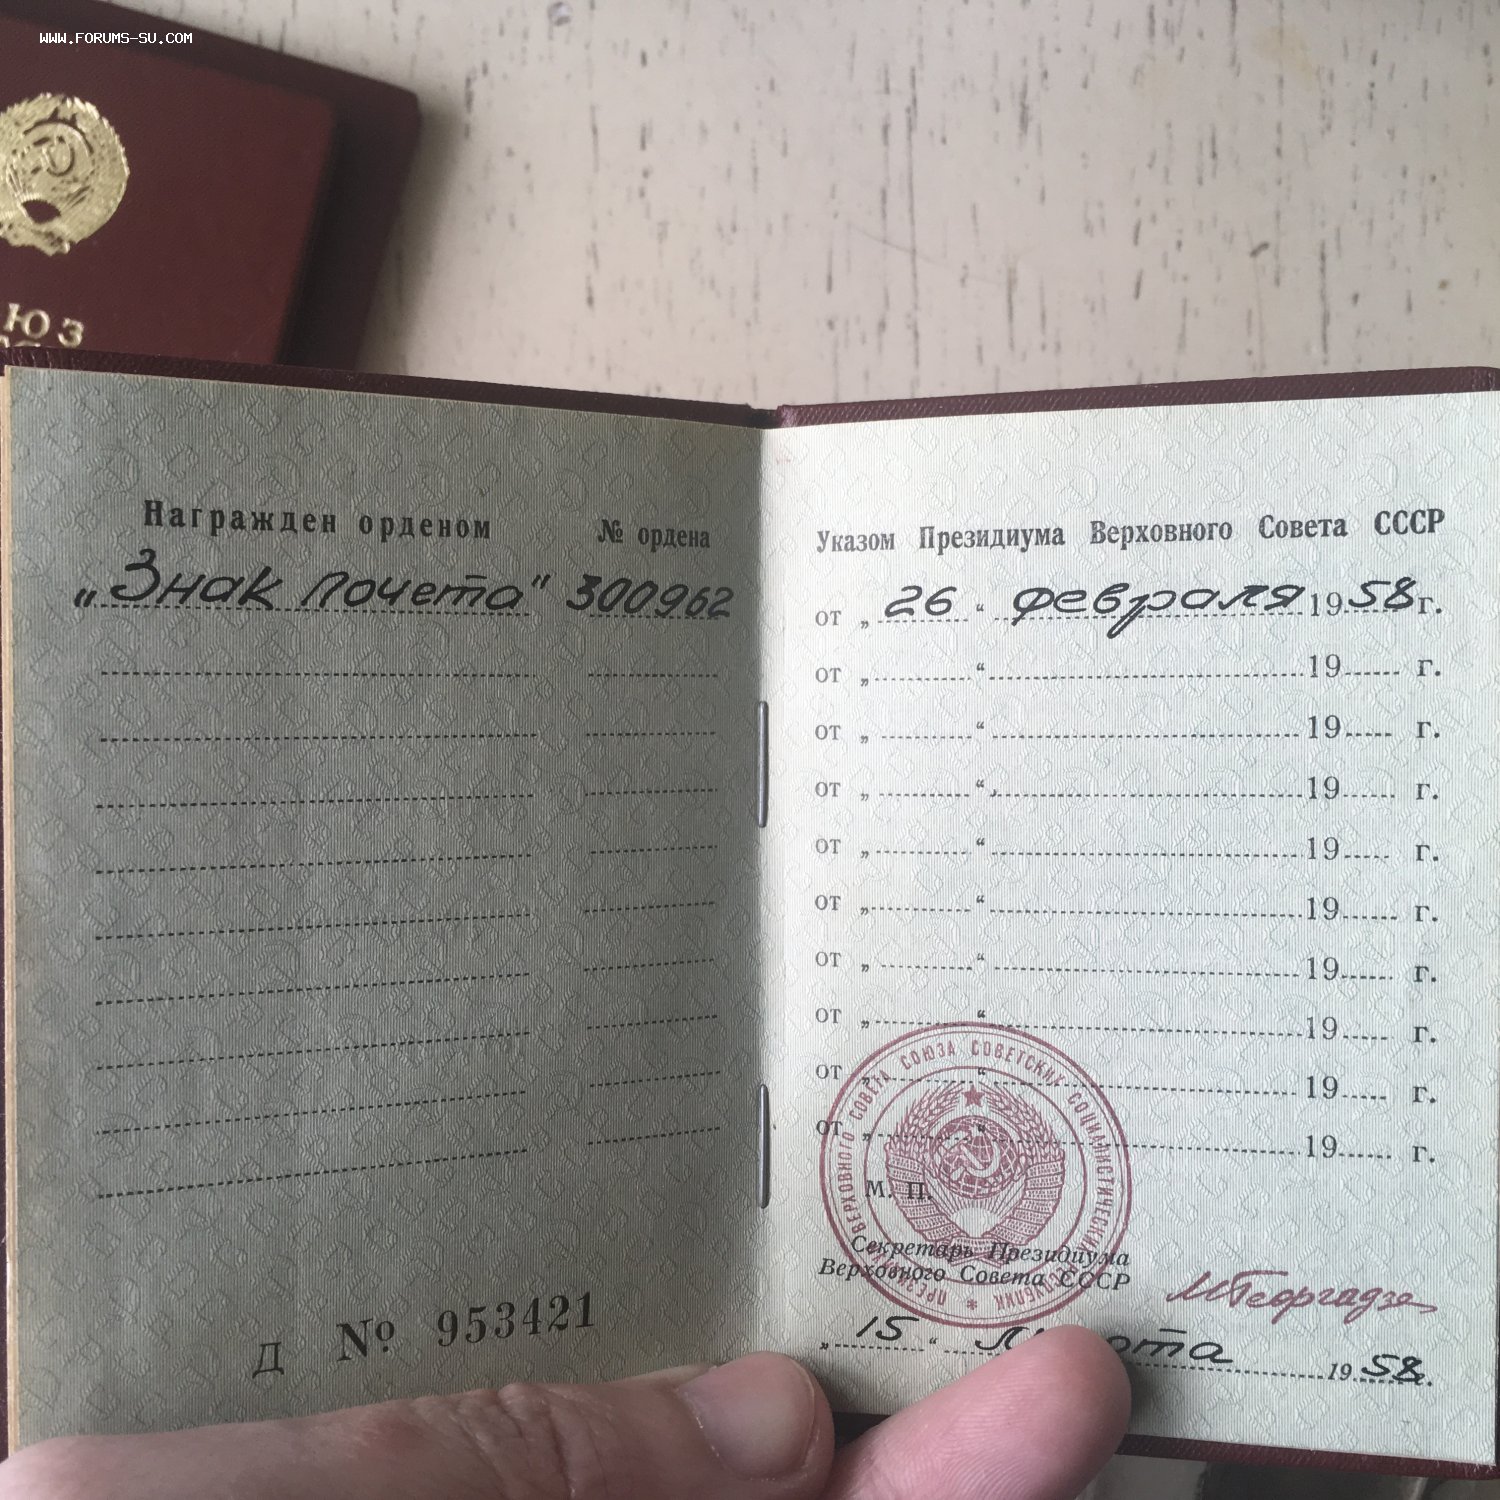 WWW.FORUMS-SU.COM
ЮЗ
Награжден орденом № ордена
„Знак почета" 300962
Д № 953421
Указом Президиума Верховного Совета СССР
от „ 26 “ февраля 1958 г.
от „ “ 19 г.
от „ “ 19 г.
от „ “ 19 г.
от „ “ 19 г.
от „ “ 19 г.
от „ “ 19 г.
от „ “ 19 г.
от „ “ 19 г.
от „ “ 19 г.
ПРЕЗИДИУМ ВЕРХОВНОГО СОВЕТА СОЮЗА СОВЕТСКИХ СОЦИАЛИСТИЧЕСКИХ РЕСПУБЛИК
М. П.
Секретарь Президиума
Верховного Совета СССР
МГеоргадзе
„ 15 “ 1958г.